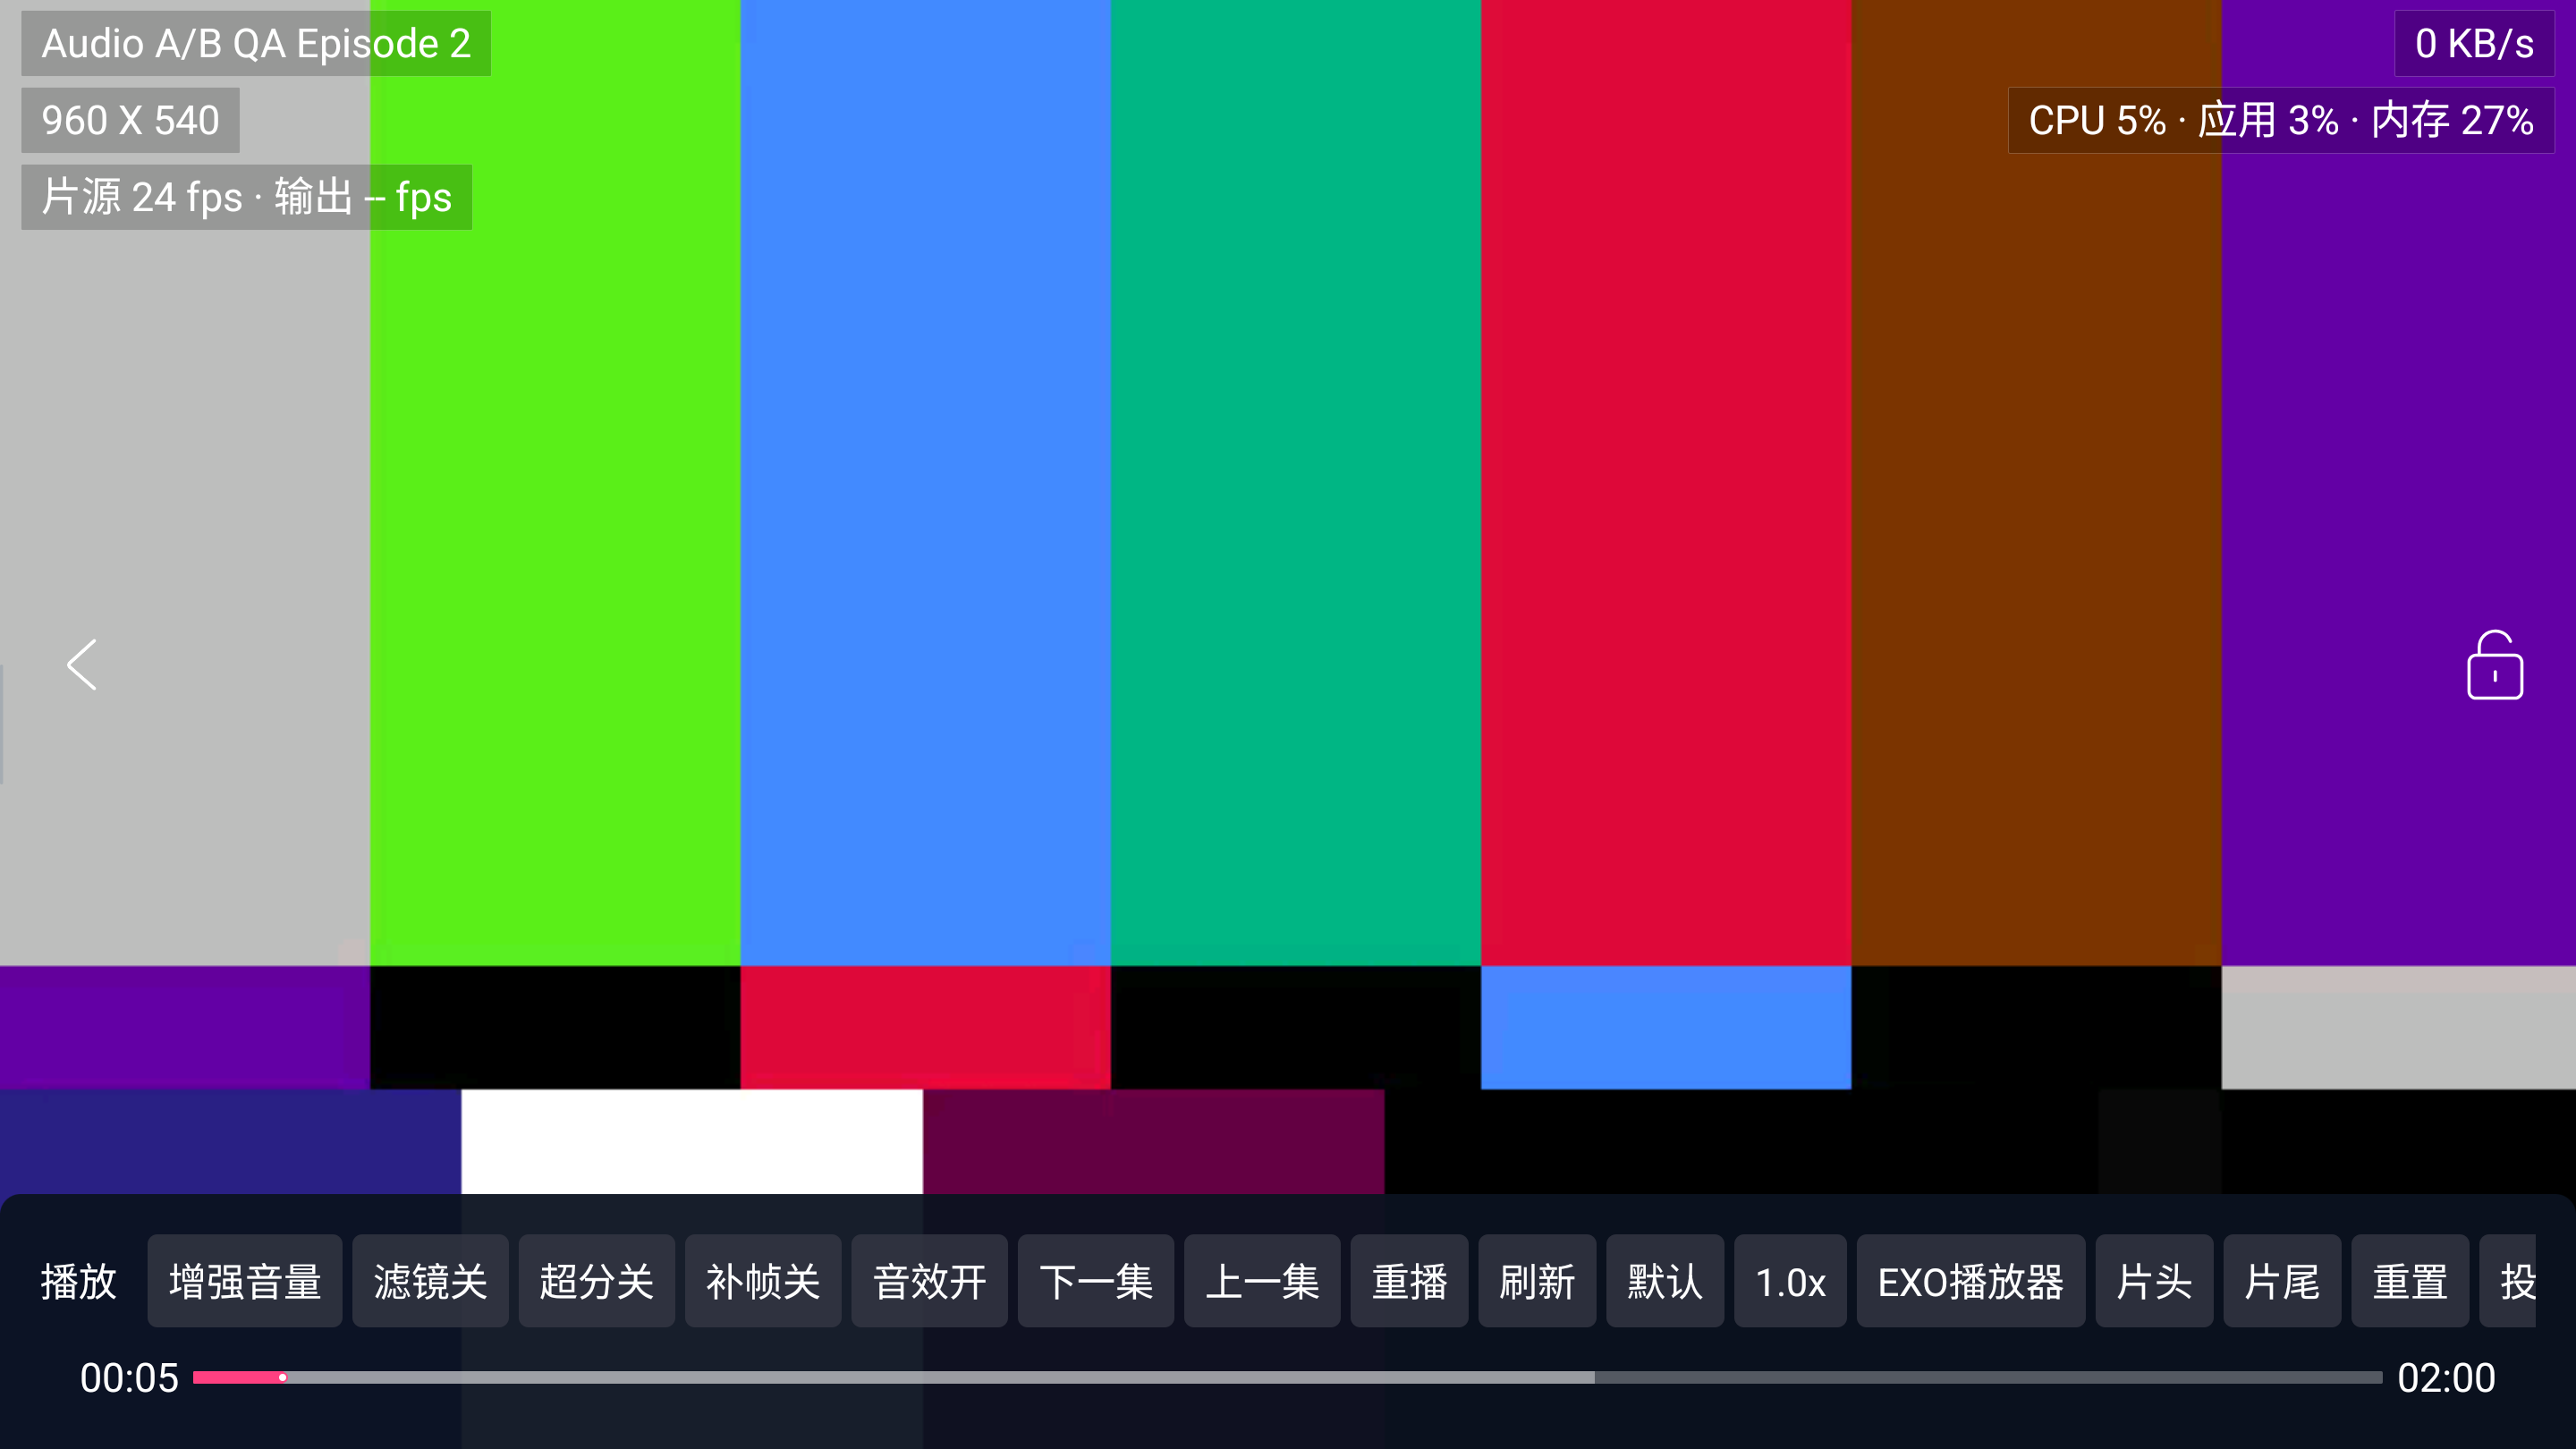 Audio A/B QA Episode 2
0 KB/s
960 X 540
CPU 5% · 应用 3% · 内存 27%
片源 24 fps · 输出 -- fps
播放 增强音量 滤镜关 超分关 补帧关 音效开 下一集 上一集 重播 刷新 默认 1.0x EXO播放器 片头 片尾 重置 投
00:05 02:00